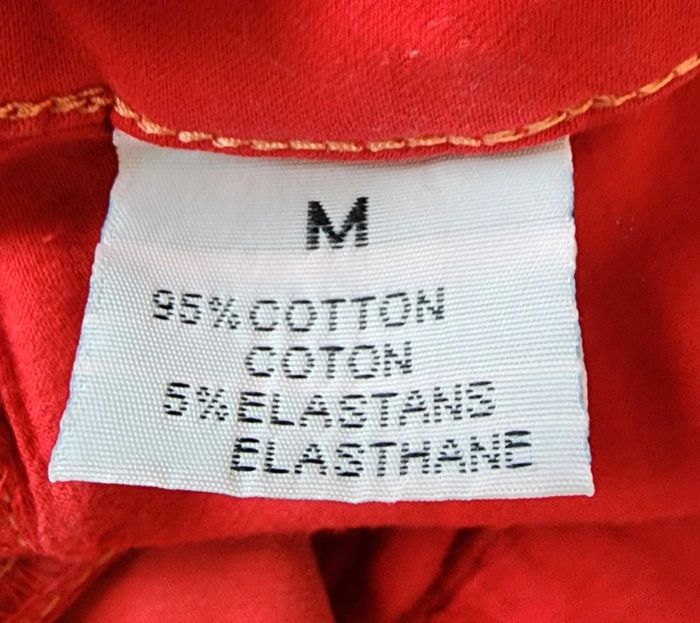 M
95% COTTON
COTON
5% ELASTANS
ELASTHANE